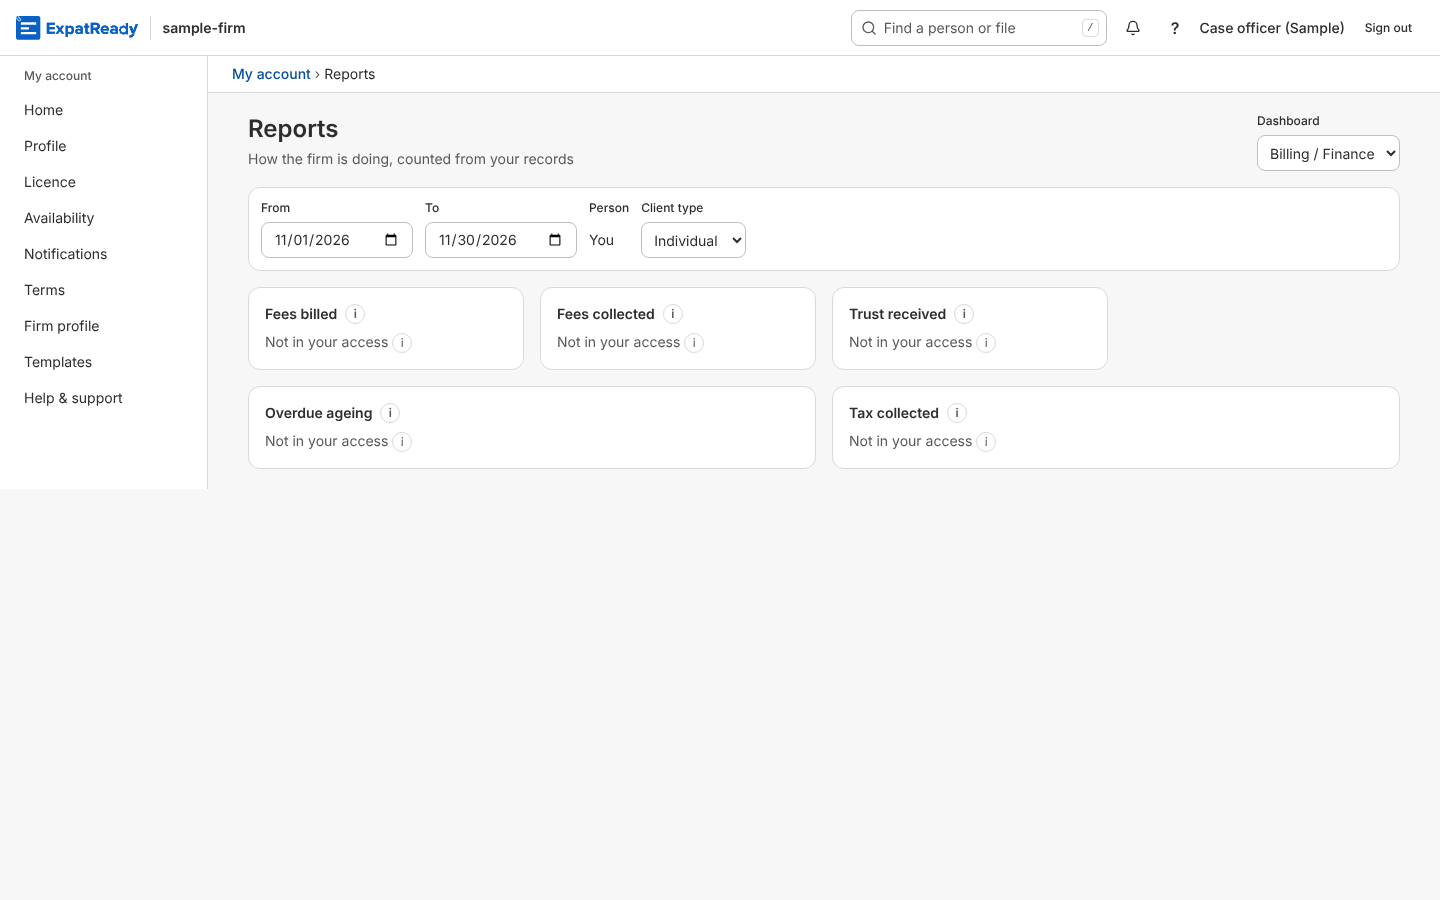 ExpatReady sample-firm Find a person or file / ? Case officer (Sample) Sign out
My account
Home
Profile
Licence
Availability
Notifications
Terms
Firm profile
Templates
Help & support
My account › Reports
Reports
How the firm is doing, counted from your records
Dashboard
Billing / Finance
From To Person Client type
11/01/2026 11/30/2026 You Individual
Fees billed i
Not in your access i
Fees collected i
Not in your access i
Trust received i
Not in your access i
Overdue ageing i
Not in your access i
Tax collected i
Not in your access i